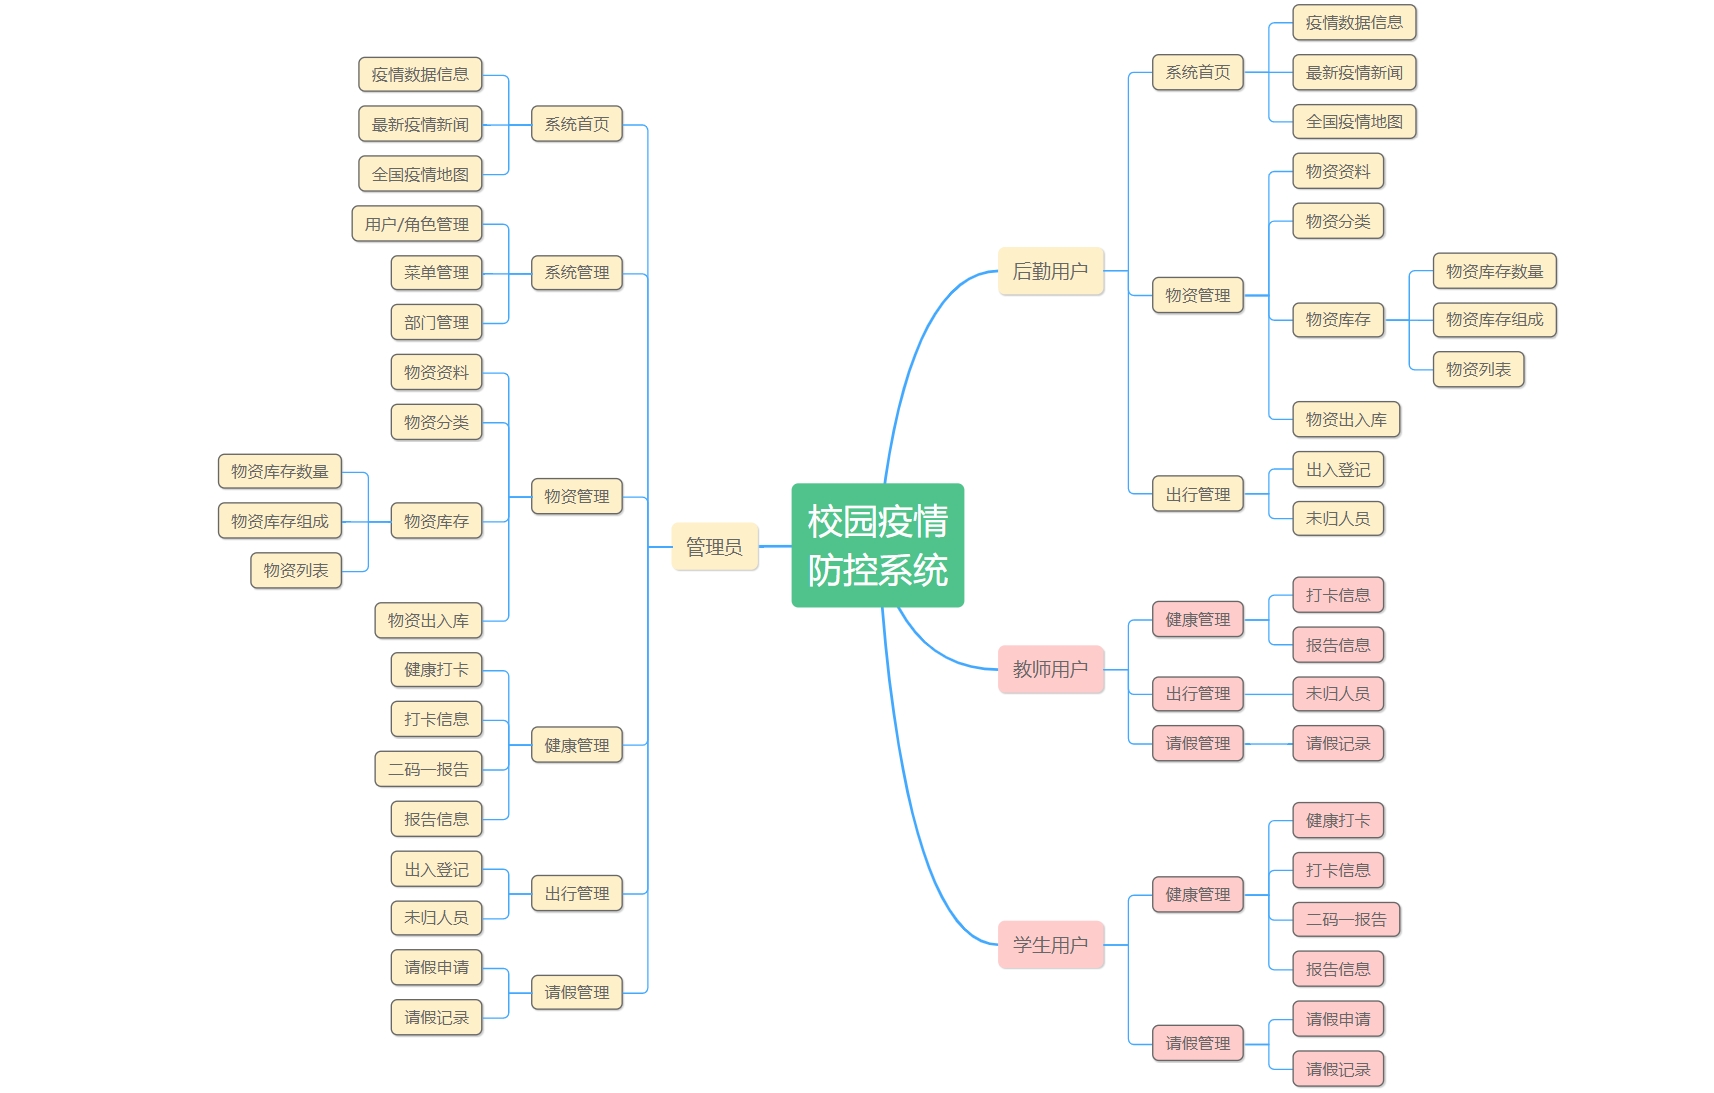 校园疫情
防控系统
管理员
系统首页
疫情数据信息
最新疫情新闻
全国疫情地图
系统管理
用户/角色管理
菜单管理
部门管理
物资管理
物资资料
物资分类
物资库存
物资库存数量
物资库存组成
物资列表
物资出入库
健康管理
健康打卡
打卡信息
二码一报告
报告信息
出行管理
出入登记
未归人员
请假管理
请假申请
请假记录
后勤用户
系统首页
疫情数据信息
最新疫情新闻
全国疫情地图
物资管理
物资资料
物资分类
物资库存
物资库存数量
物资库存组成
物资列表
物资出入库
出行管理
出入登记
未归人员
教师用户
健康管理
打卡信息
报告信息
出行管理
未归人员
请假管理
请假记录
学生用户
健康管理
健康打卡
打卡信息
二码一报告
报告信息
请假管理
请假申请
请假记录